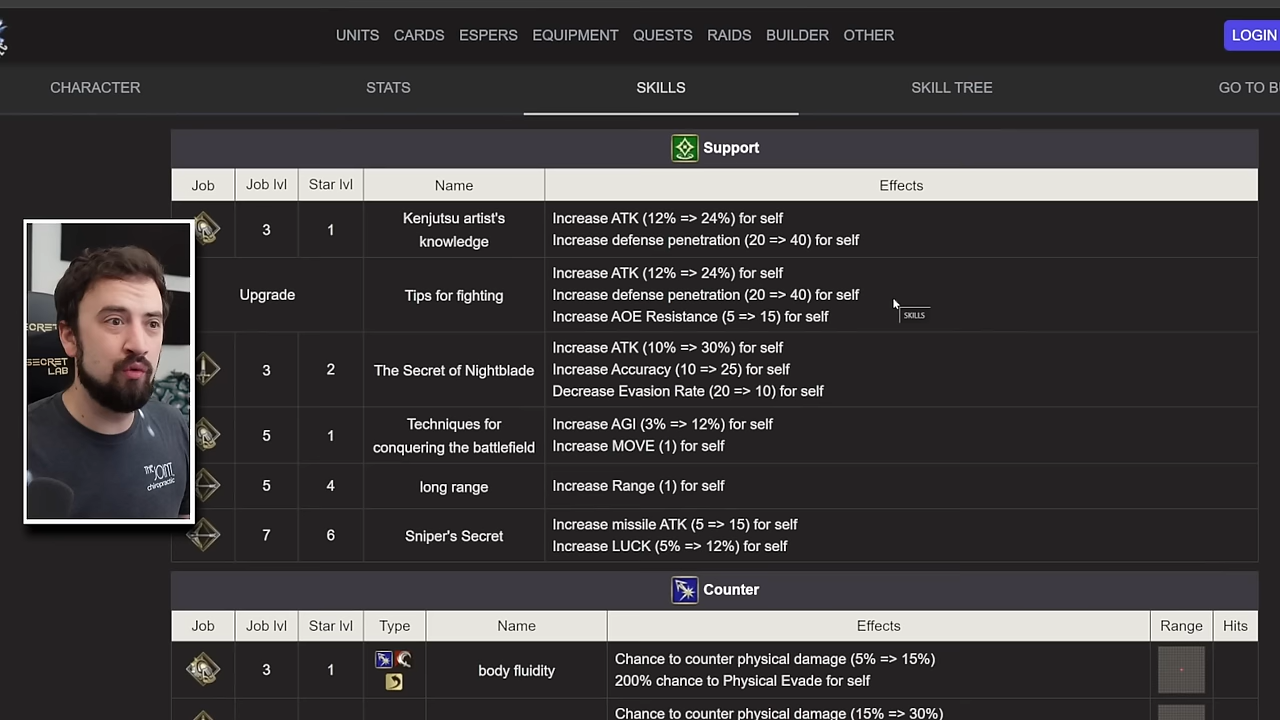 UNITS CARDS ESPERS EQUIPMENT QUESTS RAIDS BUILDER OTHER LOGIN
CHARACTER STATS SKILLS SKILL TREE GO TO B
Support
Job Job lvl Star lvl Name Effects
3 1 Kenjutsu artist's knowledge Increase ATK (12% => 24%) for self
Increase defense penetration (20 => 40) for self
Upgrade Tips for fighting Increase ATK (12% => 24%) for self
Increase defense penetration (20 => 40) for self
Increase AOE Resistance (5 => 15) for self
SKILLS
3 2 The Secret of Nightblade Increase ATK (10% => 30%) for self
Increase Accuracy (10 => 25) for self
Decrease Evasion Rate (20 => 10) for self
5 1 Techniques for conquering the battlefield Increase AGI (3% => 12%) for self
Increase MOVE (1) for self
5 4 long range Increase Range (1) for self
7 6 Sniper's Secret Increase missile ATK (5 => 15) for self
Increase LUCK (5% => 12%) for self
Counter
Job Job lvl Star lvl Type Name Effects Range Hits
3 1 body fluidity Chance to counter physical damage (5% => 15%)
200% chance to Physical Evade for self
Chance to counter physical damage (15% => 30%)
SECRET
SECRET
LAB
THE
JOINT
chiropractic